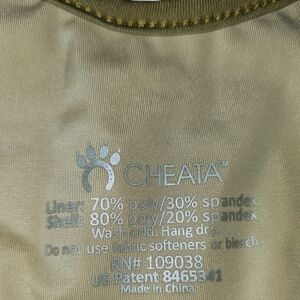 CHEATA™
Liner: 70% poly/30% spandex
Shell: 80% poly/20% spandex
Wash cold. Hang dry.
Do not use fabric softeners or bleach.
RN# 109038
US Patent 8465341
Made in China